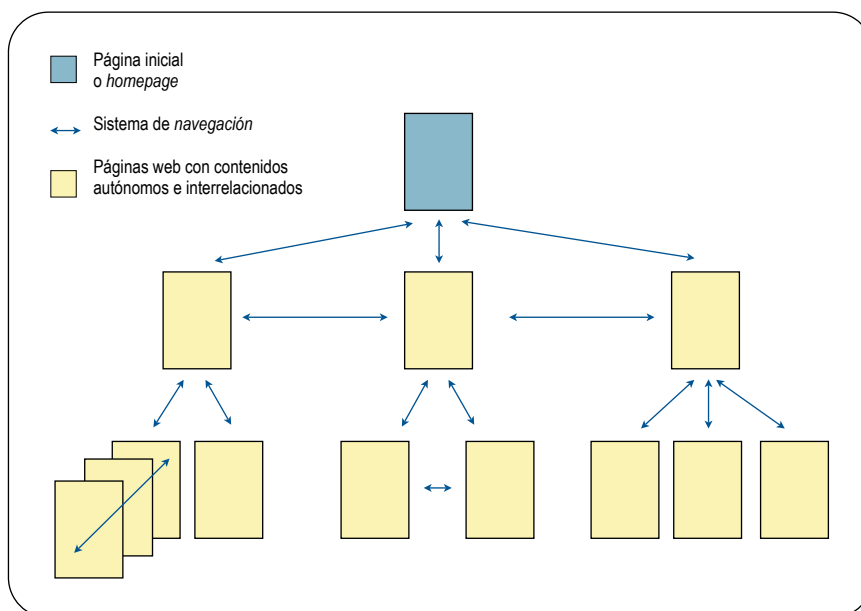 Página inicial
o homepage
Sistema de navegación
Páginas web con contenidos
autónomos e interrelacionados